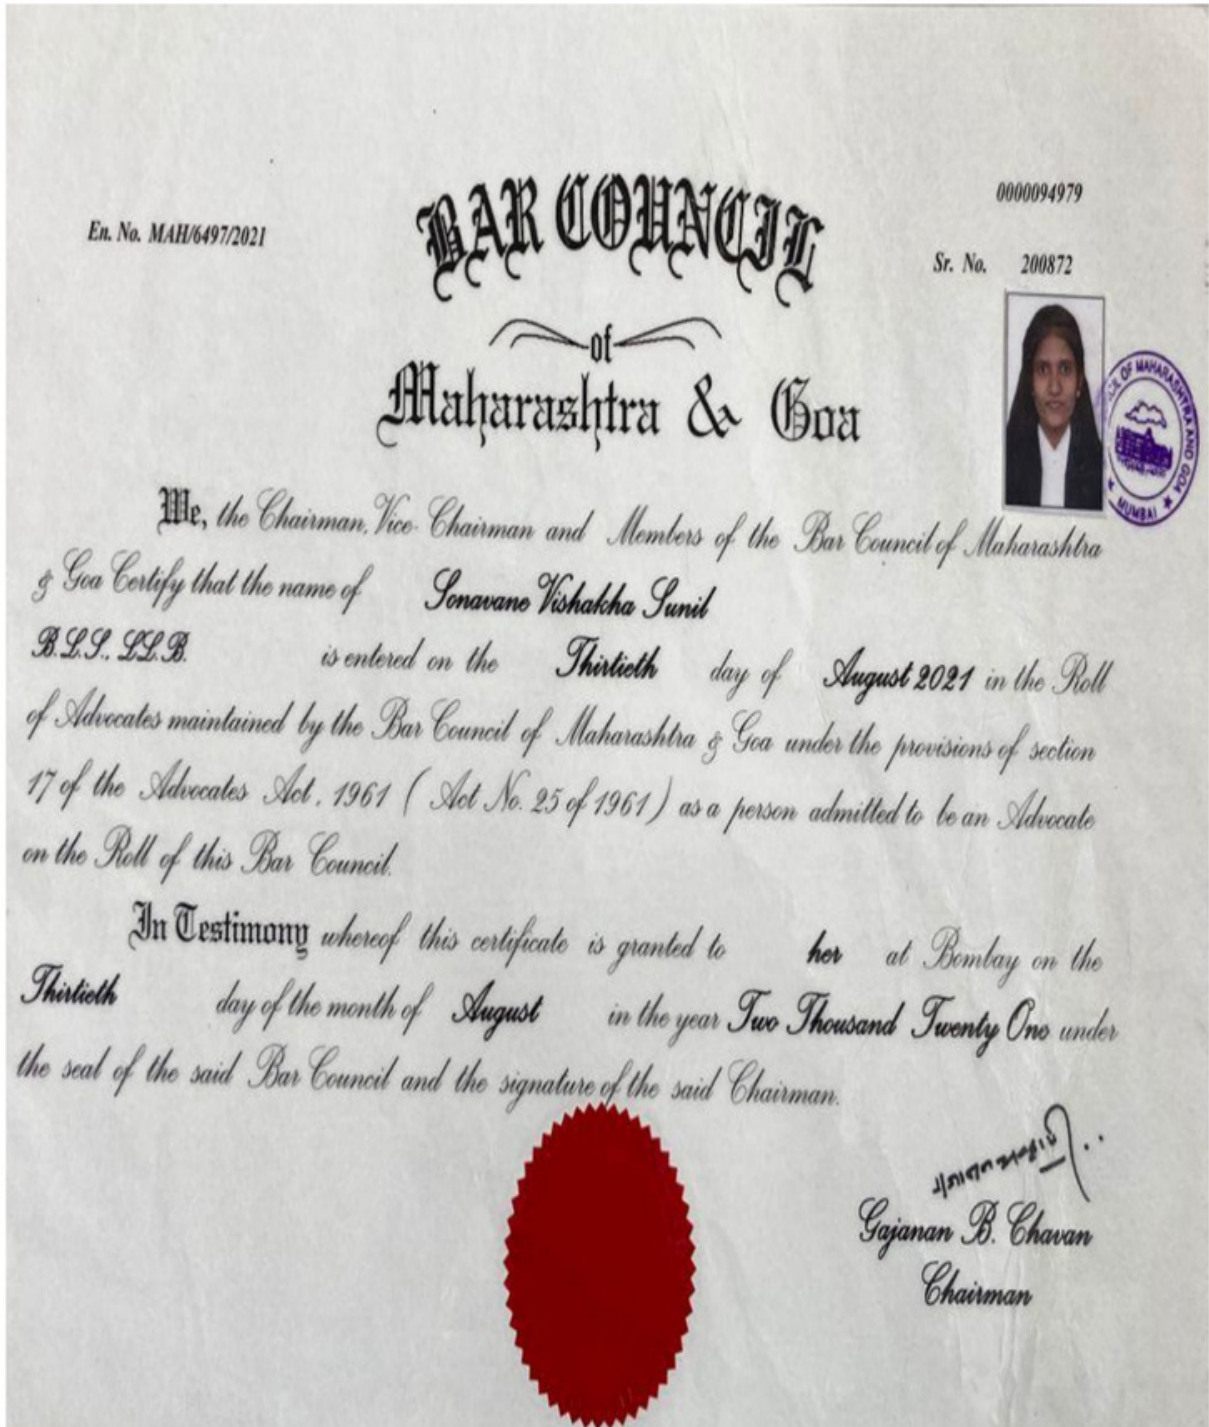 0000094979
En. No. MAH/6497/2021
BAR COUNCIL
Sr. No. 200872
of
Maharashtra & Goa
OF MAHARASHTRA AND GOA
MUMBAI
We, the Chairman, Vice-Chairman and Members of the Bar Council of Maharashtra
& Goa Certify that the name of Sonavane Vishakha Sunil
B.L.S., LL.B. is entered on the Thirtieth day of August 2021 in the Roll
of Advocates maintained by the Bar Council of Maharashtra & Goa under the provisions of section
17 of the Advocates Act, 1961 ( Act No. 25 of 1961 ) as a person admitted to be an Advocate
on the Roll of this Bar Council.
In Testimony whereof this certificate is granted to her at Bombay on the
Thirtieth day of the month of August in the year Two Thousand Twenty One under
the seal of the said Bar Council and the signature of the said Chairman.
Gajanan B. Chavan
Chairman